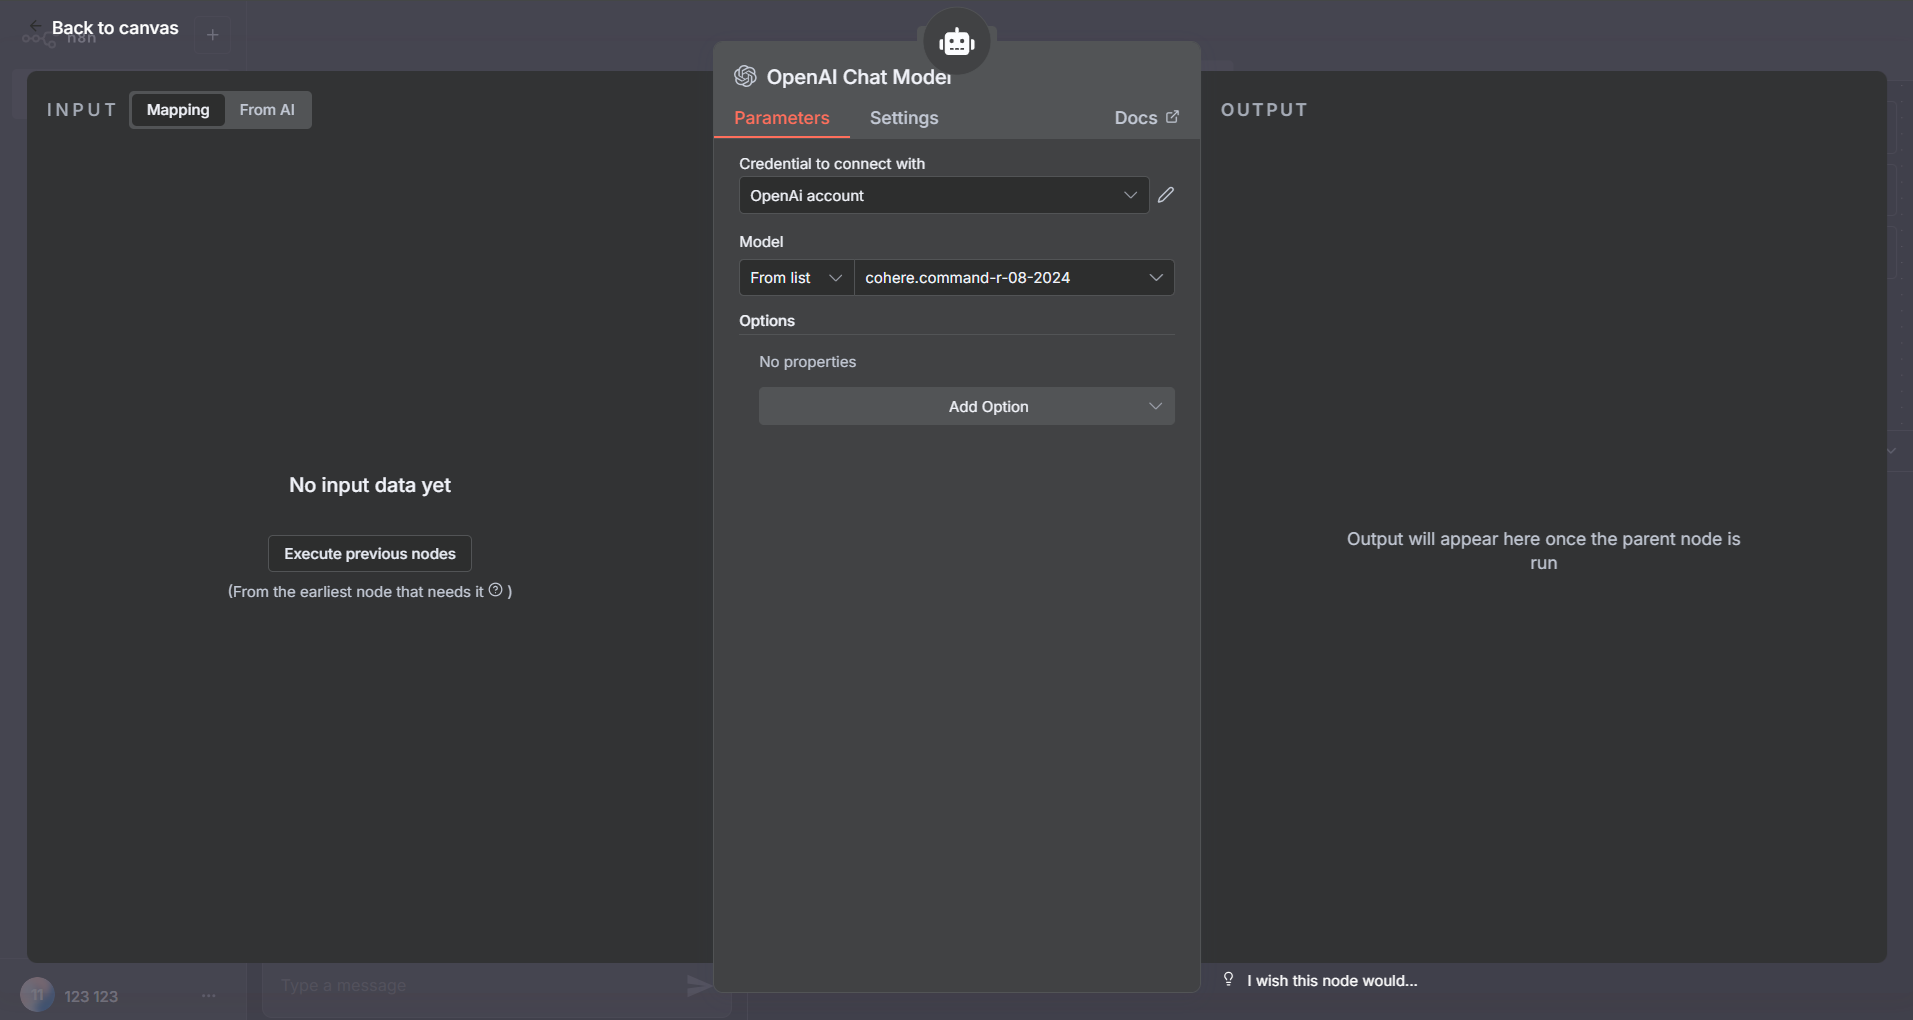 Back to canvas
n8n
INPUT
Mapping
From AI
No input data yet
Execute previous nodes
(From the earliest node that needs it ? )
OpenAI Chat Model
Parameters
Settings
Docs
Credential to connect with
OpenAi account
Model
From list
cohere.command-r-08-2024
Options
No properties
Add Option
OUTPUT
Output will appear here once the parent node is
run
11
123 123
Type a message
I wish this node would...